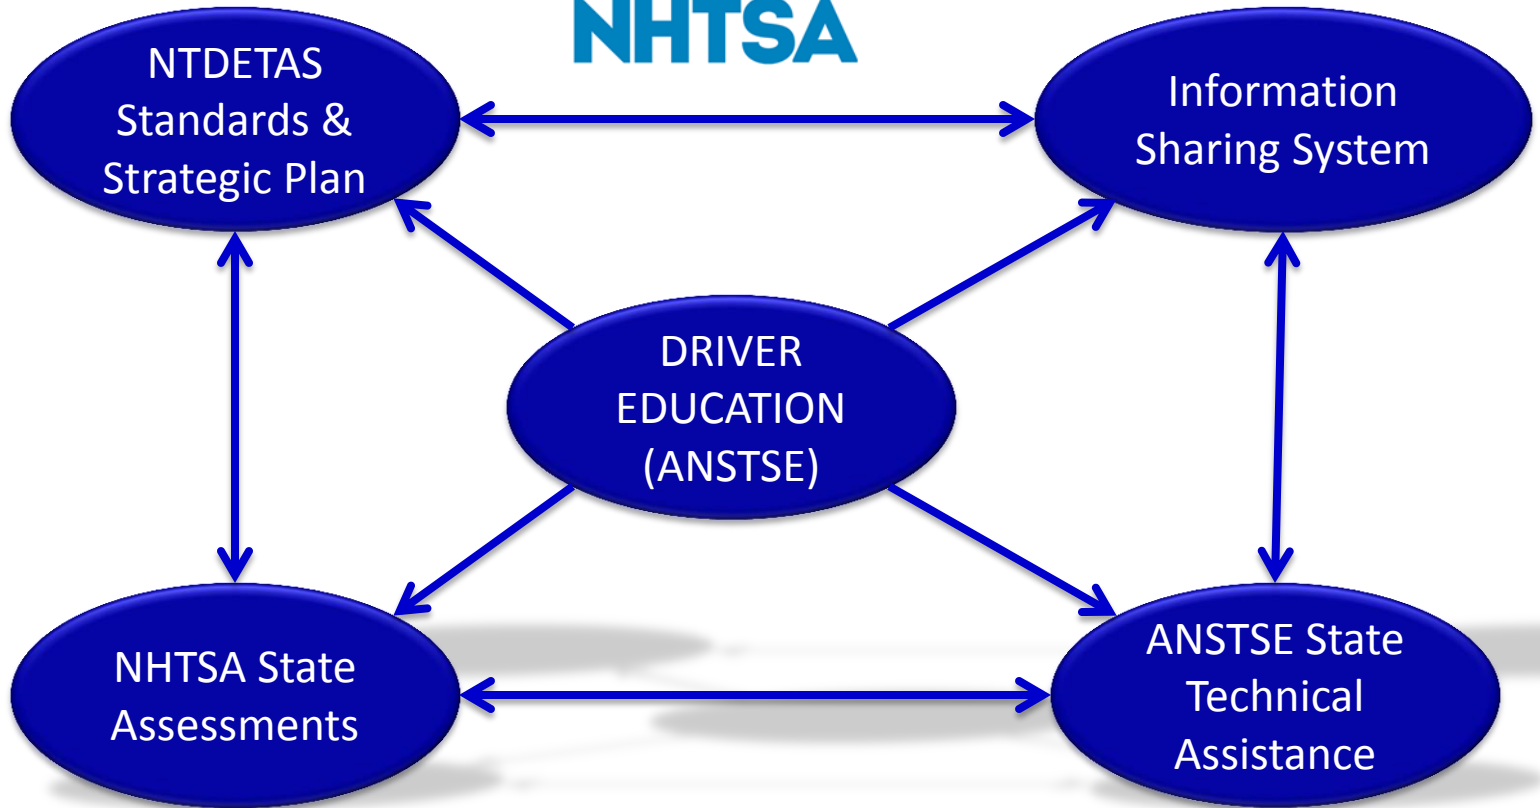 NHTSA
NTDETAS
Standards &
Strategic Plan
Information
Sharing System
DRIVER
EDUCATION
(ANSTSE)
NHTSA State
Assessments
ANSTSE State
Technical
Assistance